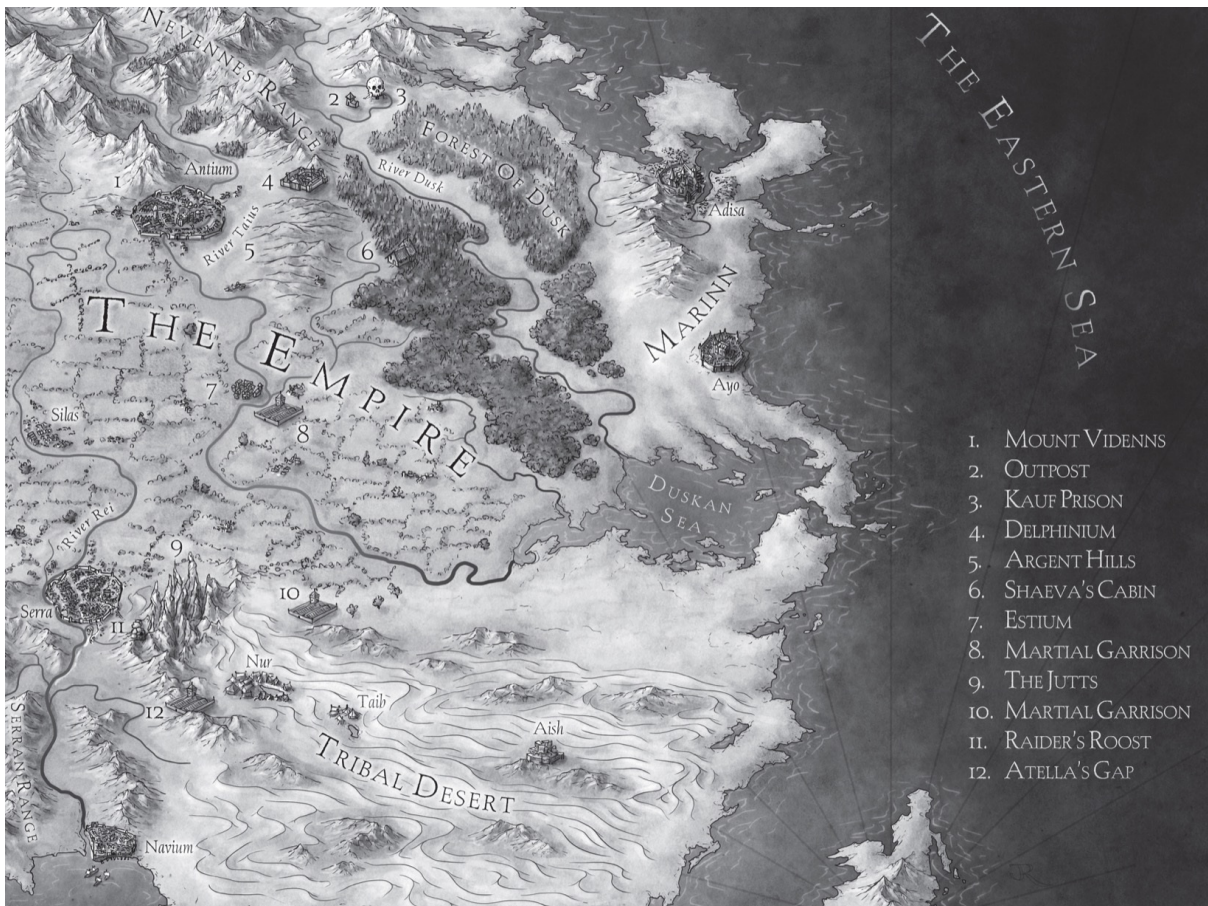 NEVENNES RANGE
THE EASTERN SEA
2
3
FOREST OF DUSK
Antium
River Dusk
1
4
Adisa
River Taius
5
6
MARINN
THE EMPIRE
Ayo
7
8
Silas
DUSKAN
SEA
River Rei
9
10
Serra
11
Nur
Taib
12
Aish
TRIBAL DESERT
SERRAN RANGE
Navium
1. MOUNT VIDENNS
2. OUTPOST
3. KAUF PRISON
4. DELPHINIUM
5. ARGENT HILLS
6. SHAEVA'S CABIN
7. ESTIUM
8. MARTIAL GARRISON
9. THE JUTTS
10. MARTIAL GARRISON
11. RAIDER'S ROOST
12. ATELLA'S GAP